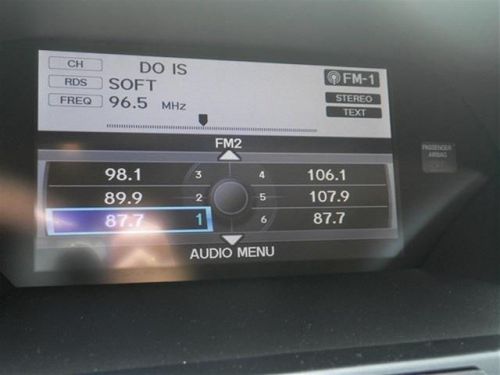 CH DO IS
RDS SOFT FM-1
FREQ 96.5 MHz STEREO
TEXT
FM2
98.1 3 4 106.1
89.9 2 5 107.9
87.7 1 6 87.7
AUDIO MENU
PASSENGER
AIRBAG